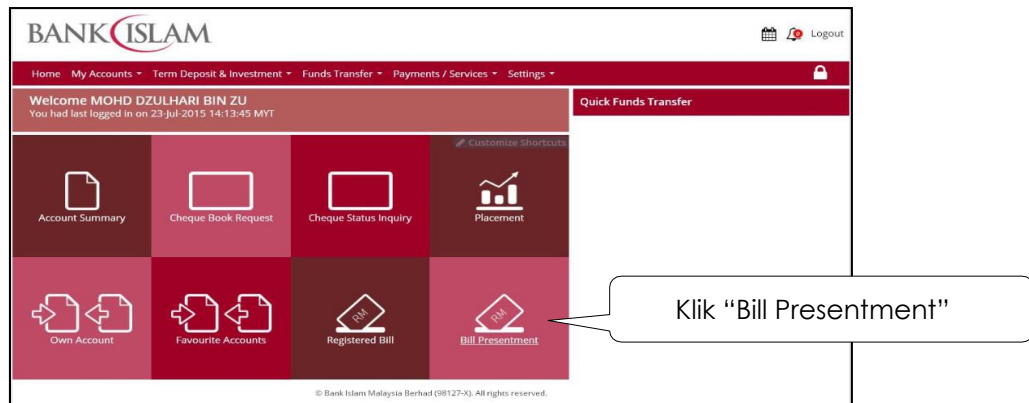 BANK ISLAM
Logout
Home My Accounts Term Deposit & Investment Funds Transfer Payments / Services Settings
Welcome MOHD DZULHARI BIN ZU
You had last logged in on 23-Jul-2015 14:13:45 MYT
Quick Funds Transfer
Customize Shortcuts
Account Summary
Cheque Book Request
Cheque Status Inquiry
Placement
RM
RM
Own Account
Favourite Accounts
Registered Bill
Bill Presentment
Klik “Bill Presentment”
© Bank Islam Malaysia Berhad (98127-X). All rights reserved.